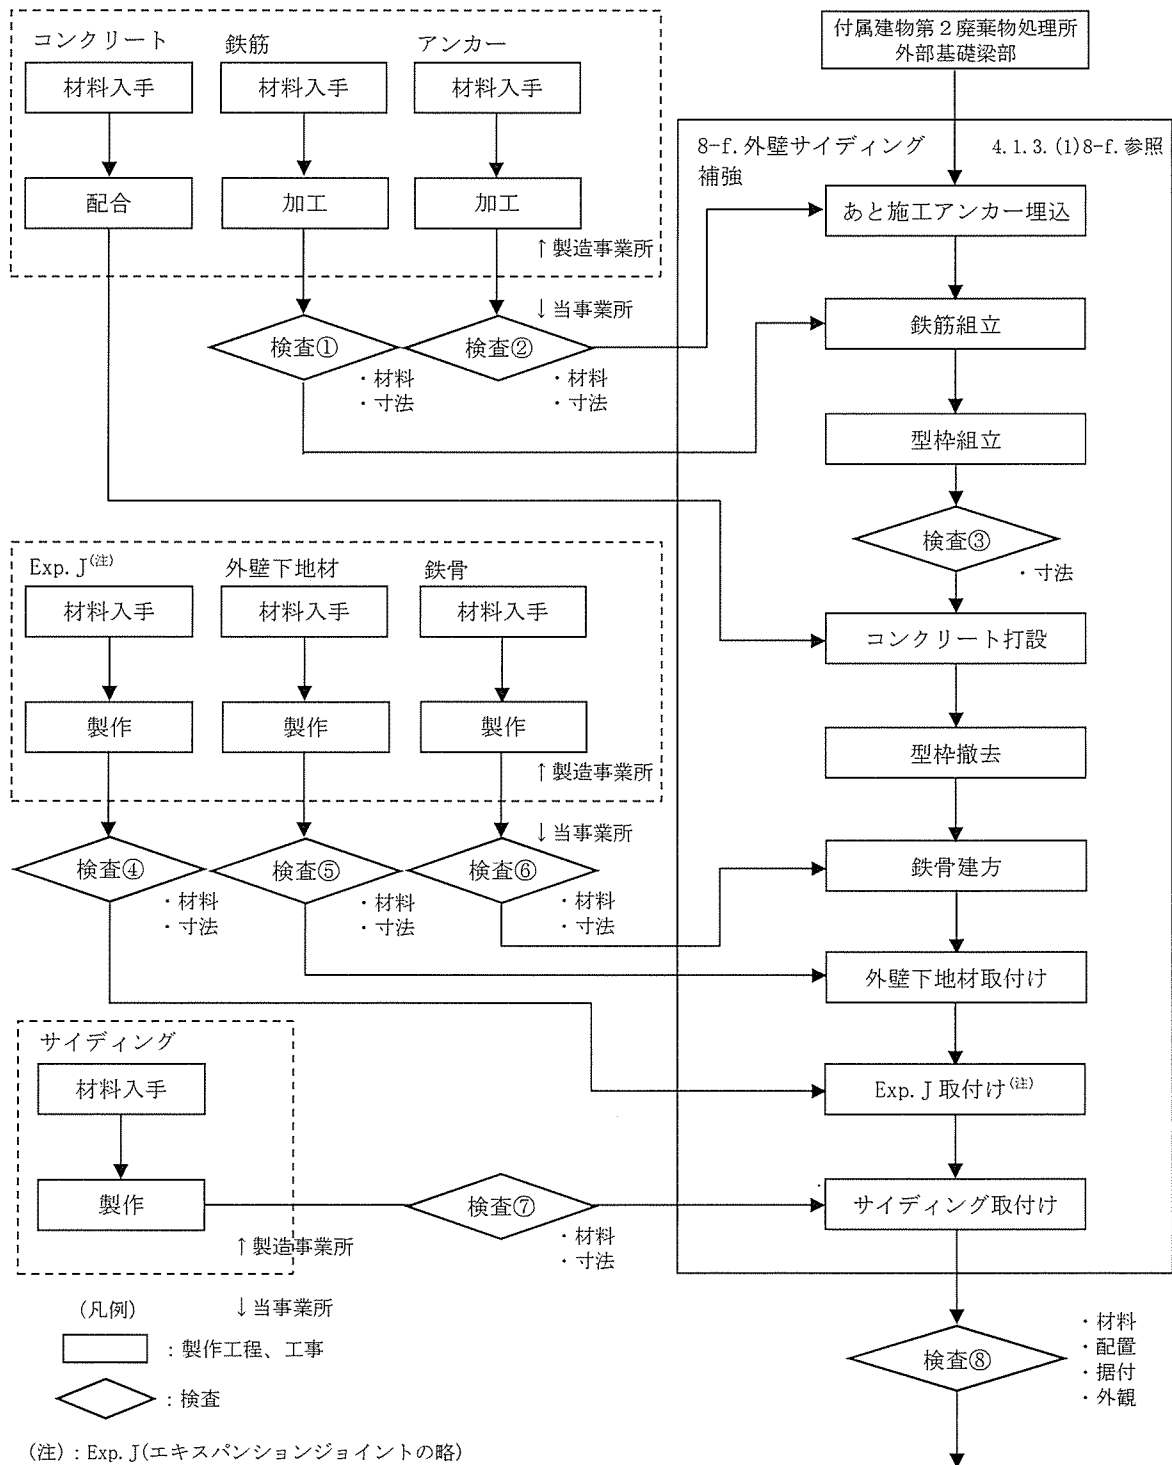 コンクリート
鉄筋
アンカー
材料入手
材料入手
材料入手
配合
加工
加工
↑製造事業所
↓当事業所
検査①
・材料
・寸法
検査②
・材料
・寸法
Exp.J(注)
外壁下地材
鉄骨
材料入手
材料入手
材料入手
製作
製作
製作
↑製造事業所
↓当事業所
検査④
・材料
・寸法
検査⑤
・材料
・寸法
検査⑥
・材料
・寸法
サイディング
材料入手
製作
↑製造事業所
↓当事業所
検査⑦
・材料
・寸法
付属建物第2廃棄物処理所
外部基礎梁部
8-f.外壁サイディング
補強
4.1.3.(1)8-f.参照
あと施工アンカー埋込
鉄筋組立
型枠組立
検査③
・寸法
コンクリート打設
型枠撤去
鉄骨建方
外壁下地材取付け
Exp.J取付け(注)
サイディング取付け
検査⑧
・材料
・配置
・据付
・外観
(凡例)
:製作工程、工事
:検査
(注):Exp.J(エキスパンションジョイントの略)